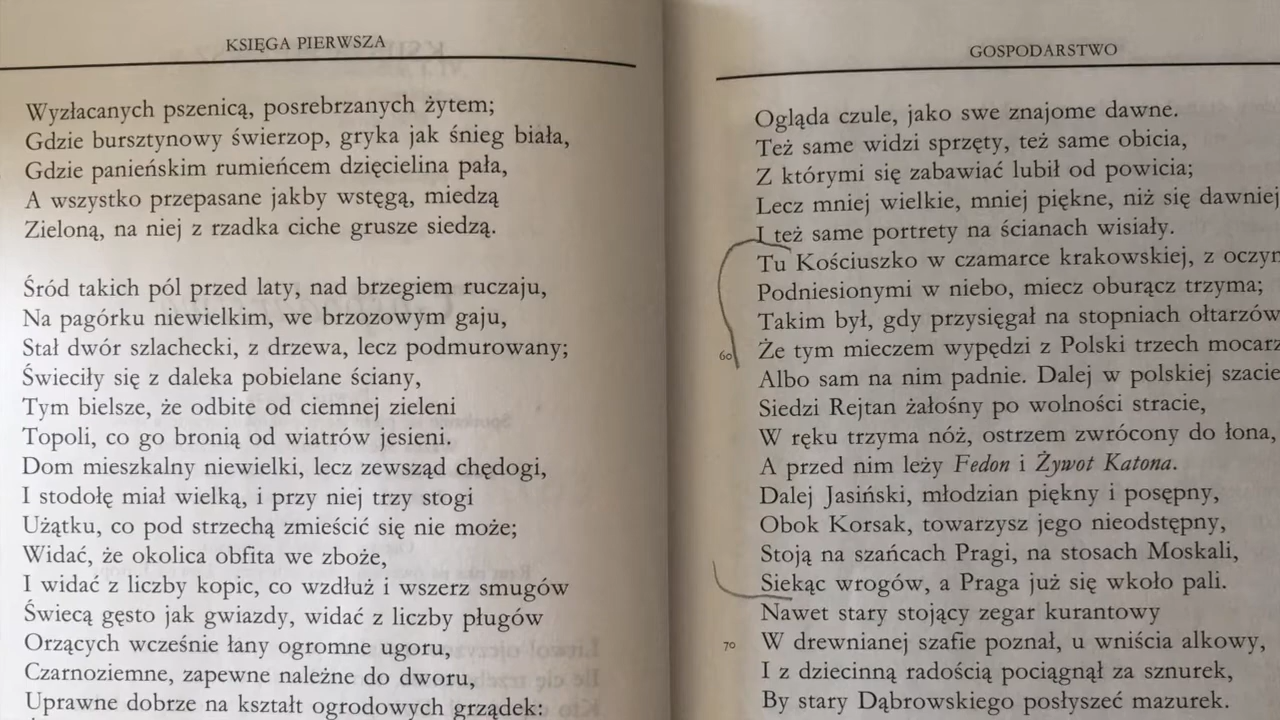 KSIĘGA PIERWSZA
Wyzłacanych pszenicą, posrebrzanych żytem;
Gdzie bursztynowy świerzop, gryka jak śnieg biała,
Gdzie panieńskim rumieńcem dzięcielina pała,
A wszystko przepasane jakby wstęgą, miedzą
Zieloną, na niej z rzadka ciche grusze siedzą.
Śród takich pól przed laty, nad brzegiem ruczaju,
Na pagórku niewielkim, we brzozowym gaju,
Stał dwór szlachecki, z drzewa, lecz podmurowany;
Świeciły się z daleka pobielane ściany,
Tym bielsze, że odbite od ciemnej zieleni
Topoli, co go bronią od wiatrów jesieni.
Dom mieszkalny niewielki, lecz zewsząd chędogi,
I stodołę miał wielką, i przy niej trzy stogi
Użątku, co pod strzechą zmieścić się nie może;
Widać, że okolica obfita we zboże,
I widać z liczby kopic, co wzdłuż i wszerz smugów
Świecą gęsto jak gwiazdy, widać z liczby pługów
Orzących wcześnie łany ogromne ugoru,
Czarnoziemne, zapewne należne do dworu,
Uprawne dobrze na kształt ogrodowych grządek:
GOSPODARSTWO
Ogląda czule, jako swe znajome dawne.
Też same widzi sprzęty, też same obicia,
Z którymi się zabawiać lubił od powicia;
Lecz mniej wielkie, mniej piękne, niż się dawniej
I też same portrety na ścianach wisiały.
Tu Kościuszko w czamarce krakowskiej, z
Podniesionymi w niebo, miecz oburącz trzyma;
Takim był, gdy przysięgał na stopniach ołtarzów
60 Że tym mieczem wypędzi z Polski trzech
Albo sam na nim padnie. Dalej w polskiej szacie
Siedzi Rejtan żałośny po wolności stracie,
W ręku trzyma nóż, ostrzem zwrócony do łona,
A przed nim leży Fedon i Żywot Katona.
Dalej Jasiński, młodzian piękny i posępny,
Obok Korsak, towarzysz jego nieodstępny,
Stoją na szańcach Pragi, na stosach Moskali,
Siekąc wrogów, a Praga już się wkoło pali.
Nawet stary stojący zegar kurantowy
70 W drewnianej szafie poznał, u wniścia alkowy,
I z dziecinną radością pociągnął za sznurek,
By stary Dąbrowskiego posłyszeć mazurek.